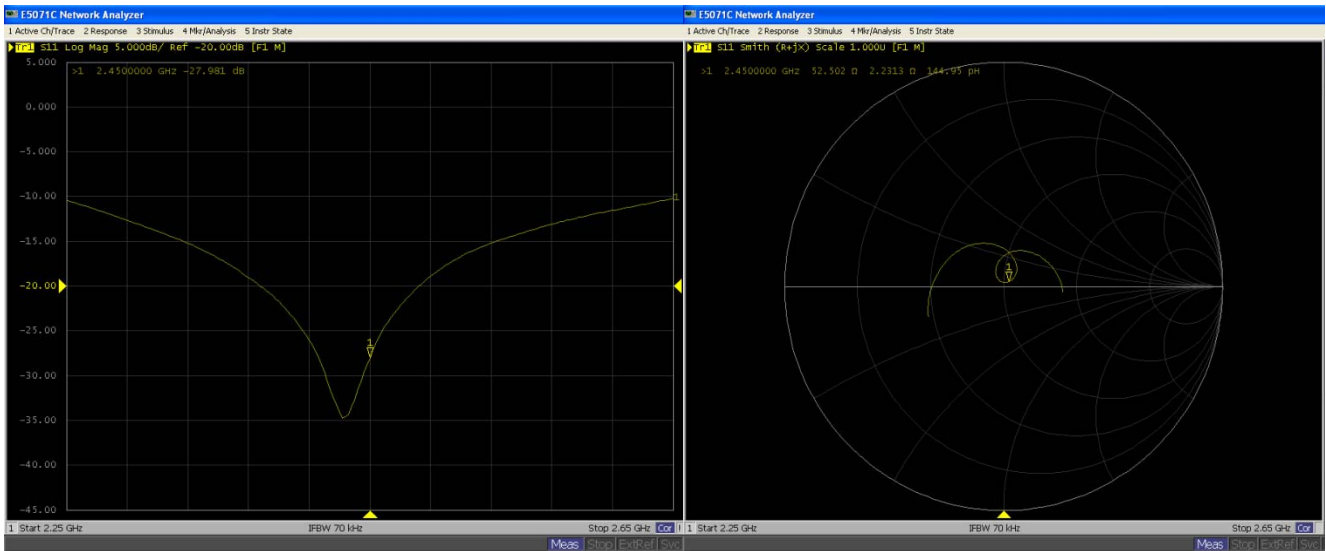 E5071C Network Analyzer
1 Active Ch/Trace 2 Response 3 Stimulus 4 Mkr/Analysis 5 Instr State
Tr1 S11 Log Mag 5.000dB/ Ref -20.00dB [F1 M]
5.000
>1 2.4500000 GHz -27.981 dB
0.000
-5.000
-10.00
1
-15.00
-20.00
-25.00
1
-30.00
-35.00
-40.00
-45.00
1 Start 2.25 GHz IFBW 70 kHz Stop 2.65 GHz Cor
Meas Stop ExtRef Svc
E5071C Network Analyzer
1 Active Ch/Trace 2 Response 3 Stimulus 4 Mkr/Analysis 5 Instr State
Tr1 S11 Smith (R+jX) Scale 1.000U [F1 M]
>1 2.4500000 GHz 52.502 Ω 2.2313 Ω 144.95 pH
1
1 Start 2.25 GHz IFBW 70 kHz Stop 2.65 GHz Cor
Meas Stop ExtRef Svc